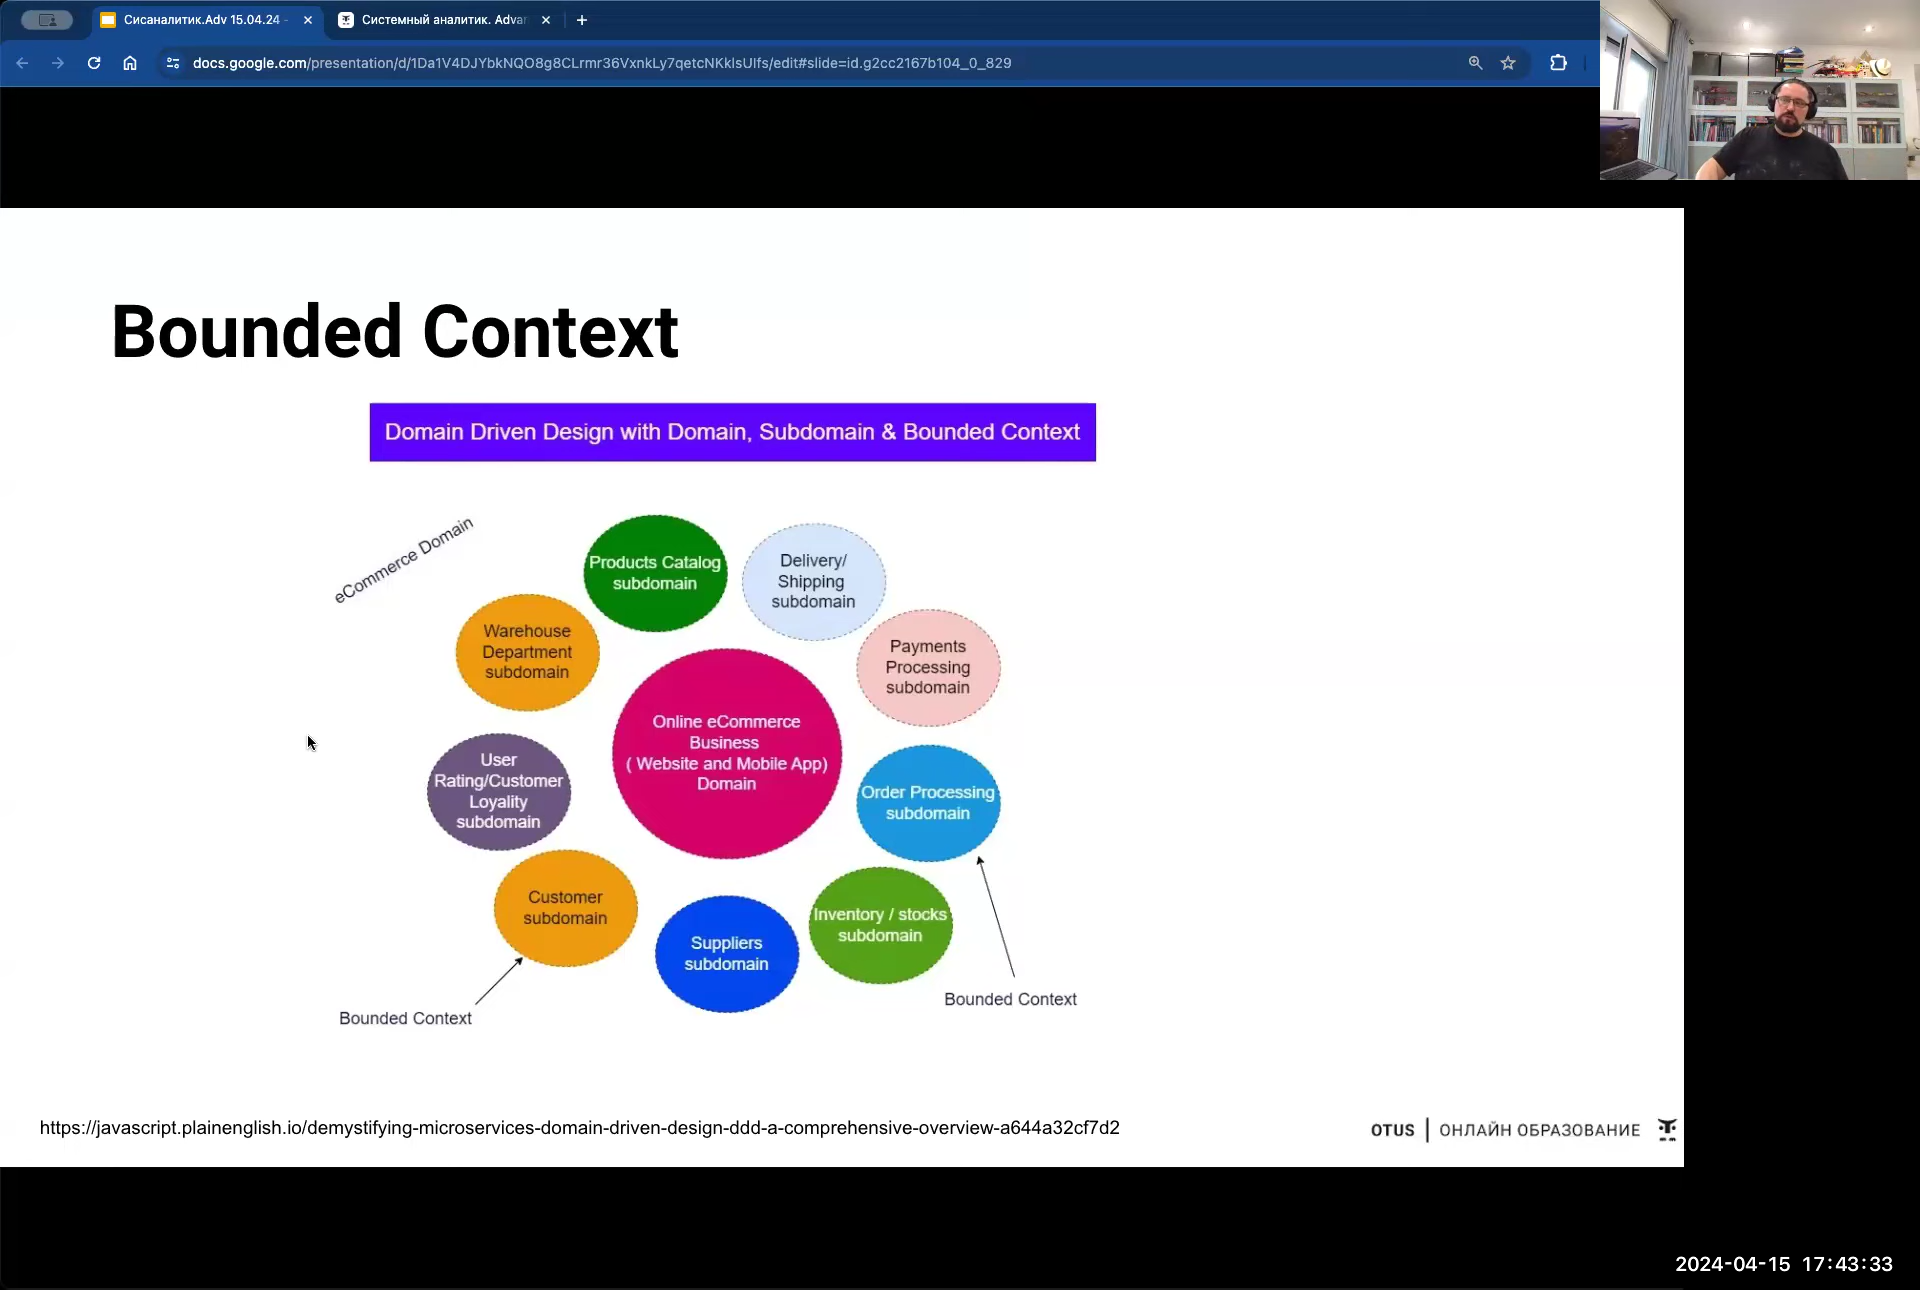 Сисаналитик.Adv 15.04.24 -
Системный аналитик. Advan
docs.google.com/presentation/d/1Da1V4DJYbkNQO8g8CLrmr36VxnkLy7qetcNKklsUlfs/edit#slide=id.g2cc2167b104_0_829
Bounded Context
Domain Driven Design with Domain, Subdomain & Bounded Context
eCommerce Domain
Products Catalog
subdomain
Delivery/
Shipping
subdomain
Warehouse
Department
subdomain
Payments
Processing
subdomain
Online eCommerce
Business
( Website and Mobile App)
Domain
User
Rating/Customer
Loyality
subdomain
Order Processing
subdomain
Customer
subdomain
Inventory / stocks
subdomain
Suppliers
subdomain
Bounded Context
Bounded Context
https://javascript.plainenglish.io/demystifying-microservices-domain-driven-design-ddd-a-comprehensive-overview-a644a32cf7d2
OTUS | ОНЛАЙН ОБРАЗОВАНИЕ
2024-04-15 17:43:33